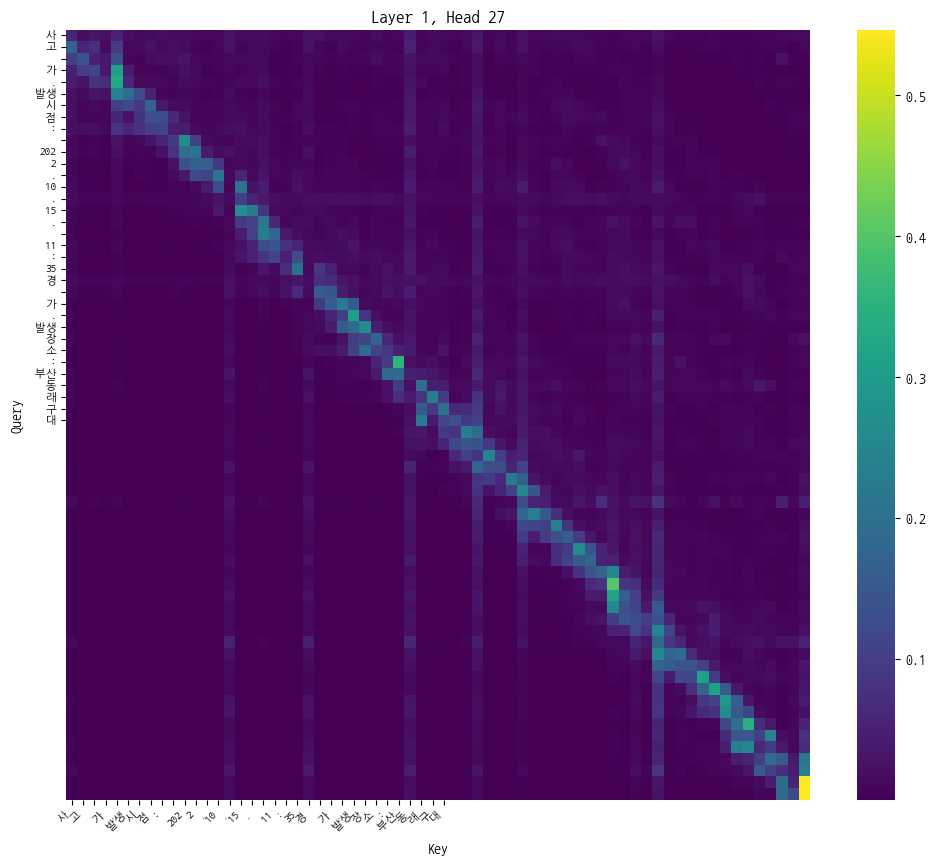 Layer 1, Head 27
사
고
가
.
발생
시
점
:
202
2
.
10
.
15
.
11
:
35
경
가
.
발생
장
소
:
부산
동
래
구
대
Query
사
고
가
발생
시
점
:
202
2
10
15
.
11
:
35
경
가
발생
장
소
:
부산
동
래
구
대
Key
0.5
0.4
0.3
0.2
0.1